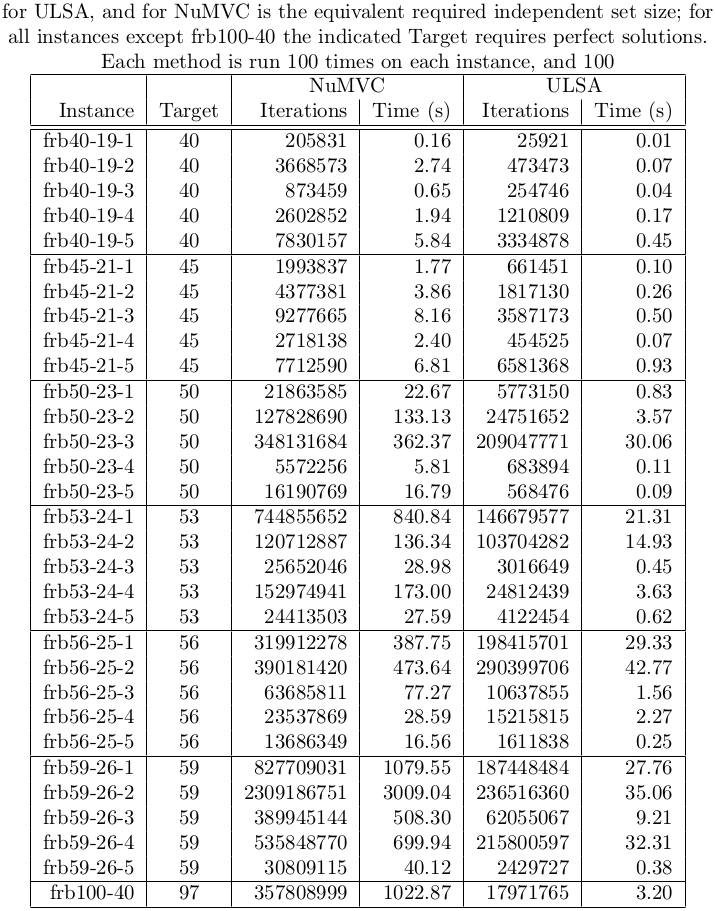 for ULSA, and for NuMVC is the equivalent required independent set size; for
all instances except frb100-40 the indicated Target requires perfect solutions.
Each method is run 100 times on each instance, and 100
NuMVC ULSA
Instance Target Iterations Time (s) Iterations Time (s)
frb40-19-1 40 205831 0.16 25921 0.01
frb40-19-2 40 3668573 2.74 473473 0.07
frb40-19-3 40 873459 0.65 254746 0.04
frb40-19-4 40 2602852 1.94 1210809 0.17
frb40-19-5 40 7830157 5.84 3334878 0.45
frb45-21-1 45 1993837 1.77 661451 0.10
frb45-21-2 45 4377381 3.86 1817130 0.26
frb45-21-3 45 9277665 8.16 3587173 0.50
frb45-21-4 45 2718138 2.40 454525 0.07
frb45-21-5 45 7712590 6.81 6581368 0.93
frb50-23-1 50 21863585 22.67 5773150 0.83
frb50-23-2 50 127828690 133.13 24751652 3.57
frb50-23-3 50 348131684 362.37 209047771 30.06
frb50-23-4 50 5572256 5.81 683894 0.11
frb50-23-5 50 16190769 16.79 568476 0.09
frb53-24-1 53 744855652 840.84 146679577 21.31
frb53-24-2 53 120712887 136.34 103704282 14.93
frb53-24-3 53 25652046 28.98 3016649 0.45
frb53-24-4 53 152974941 173.00 24812439 3.63
frb53-24-5 53 24413503 27.59 4122454 0.62
frb56-25-1 56 319912278 387.75 198415701 29.33
frb56-25-2 56 390181420 473.64 290399706 42.77
frb56-25-3 56 63685811 77.27 10637855 1.56
frb56-25-4 56 23537869 28.59 15215815 2.27
frb56-25-5 56 13686349 16.56 1611838 0.25
frb59-26-1 59 827709031 1079.55 187448484 27.76
frb59-26-2 59 2309186751 3009.04 236516360 35.06
frb59-26-3 59 389945144 508.30 62055067 9.21
frb59-26-4 59 535848770 699.94 215800597 32.31
frb59-26-5 59 30809115 40.12 2429727 0.38
frb100-40 97 357808999 1022.87 17971765 3.20